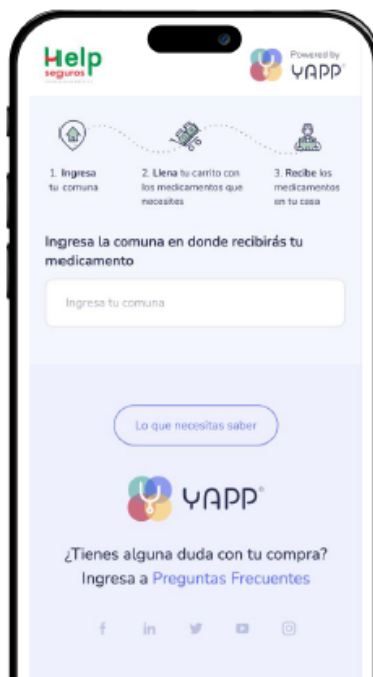 Help
seguros
Powered by
YAPP
1. Ingresa
tu comuna
2. Llena tu carrito con
los medicamentos que
necesites
3. Recibe los
medicamentos
en tu casa
Ingresa la comuna en donde recibirás tu
medicamento
Ingresa tu comuna
Lo que necesitas saber
YAPP
¿Tienes alguna duda con tu compra?
Ingresa a Preguntas Frecuentes